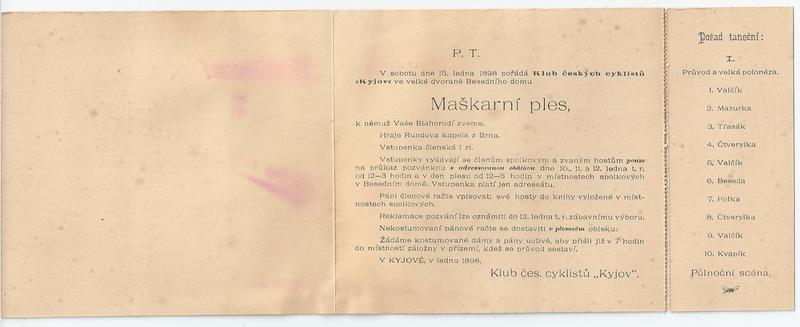 P. T.
V sobotu dne 15. ledna 1898 pořádá Klub českých cyklistů
»Kyjov« ve velké dvoraně Besedního domu
Maškarní ples,
k němuž Vaše Blahorodí zveme.
Hraje Rundova kapela z Brna.
Vstupenka členská 1 zl.
Vstupenky vydávají se členům spolkovým a zvaným hostům pouze
na průkaz pozvánkou s adressovanou obálkou dne 10., 11. a 12. ledna t. r.
od 12—3 hodin a v den plesu od 12—5 hodin v místnostech spolkových
v Besedním domě. Vstupenka platí jen adressátu.
Páni členové račte vpisovati své hosty do knihy vyložené v míst-
nostech spolkových.
Reklamace pozvání lze oznámiti do 12. ledna t. r. zábavnímu výboru.
Nekostumovaní pánové račte se dostaviti v plesovém obleku.
Žádáme kostumované dámy a pány uctivě, aby přišli již v 7° hodin
do místností záložny v přízemí, kdež se průvod sestaví.
V KYJOVĚ, v lednu 1898.
Klub čes. cyklistů „Kyjov“.
Pořad taneční:
I.
Průvod a velká polonéza.
1. Valčík
2. Mazurka
3. Třasák
4. Čtverylka
5. Valčík
6. Beseda
7. Polka
8. Čtverylka
9. Valčík
10. Kvapík
Půlnoční scéna.